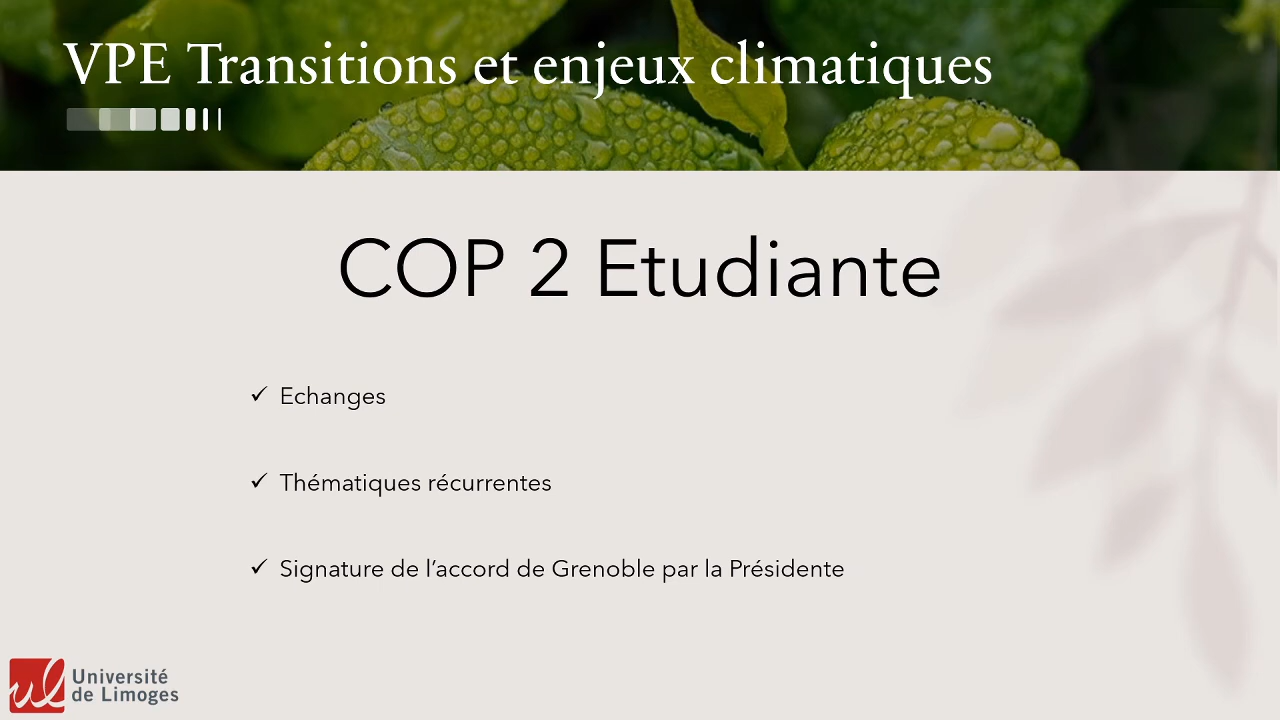 VPE Transitions et enjeux climatiques
COP 2 Etudiante
✓ Echanges
✓ Thématiques récurrentes
✓ Signature de l’accord de Grenoble par la Présidente
ul Université
de Limoges